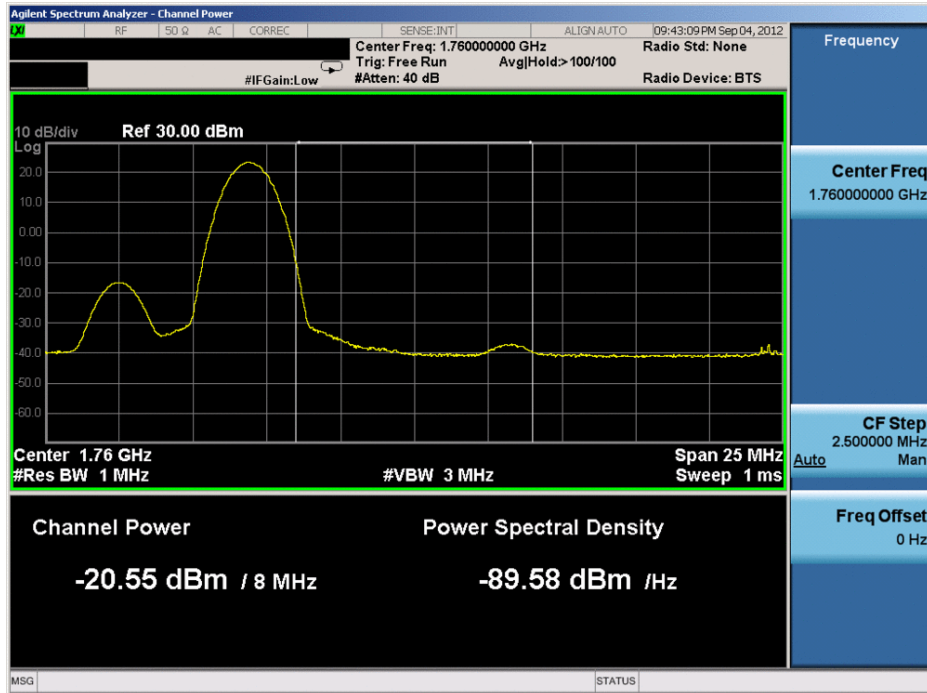 Agilent Spectrum Analyzer - Channel Power
LXI RF 50 Ω AC CORREC SENSE:INT ALIGN AUTO 09:43:09 PM Sep 04, 2012
Frequency
Center Freq: 1.760000000 GHz Radio Std: None
Trig: Free Run Avg|Hold:>100/100
#IFGain:Low #Atten: 40 dB Radio Device: BTS
10 dB/div Ref 30.00 dBm
Log
20.0
10.0
0.00
-10.0
-20.0
-30.0
-40.0
-50.0
-60.0
Center 1.76 GHz Span 25 MHz
#Res BW 1 MHz #VBW 3 MHz Sweep 1 ms
Channel Power Power Spectral Density
-20.55 dBm / 8 MHz -89.58 dBm /Hz
Center Freq
1.760000000 GHz
CF Step
2.500000 MHz
Auto Man
Freq Offset
0 Hz
MSG STATUS